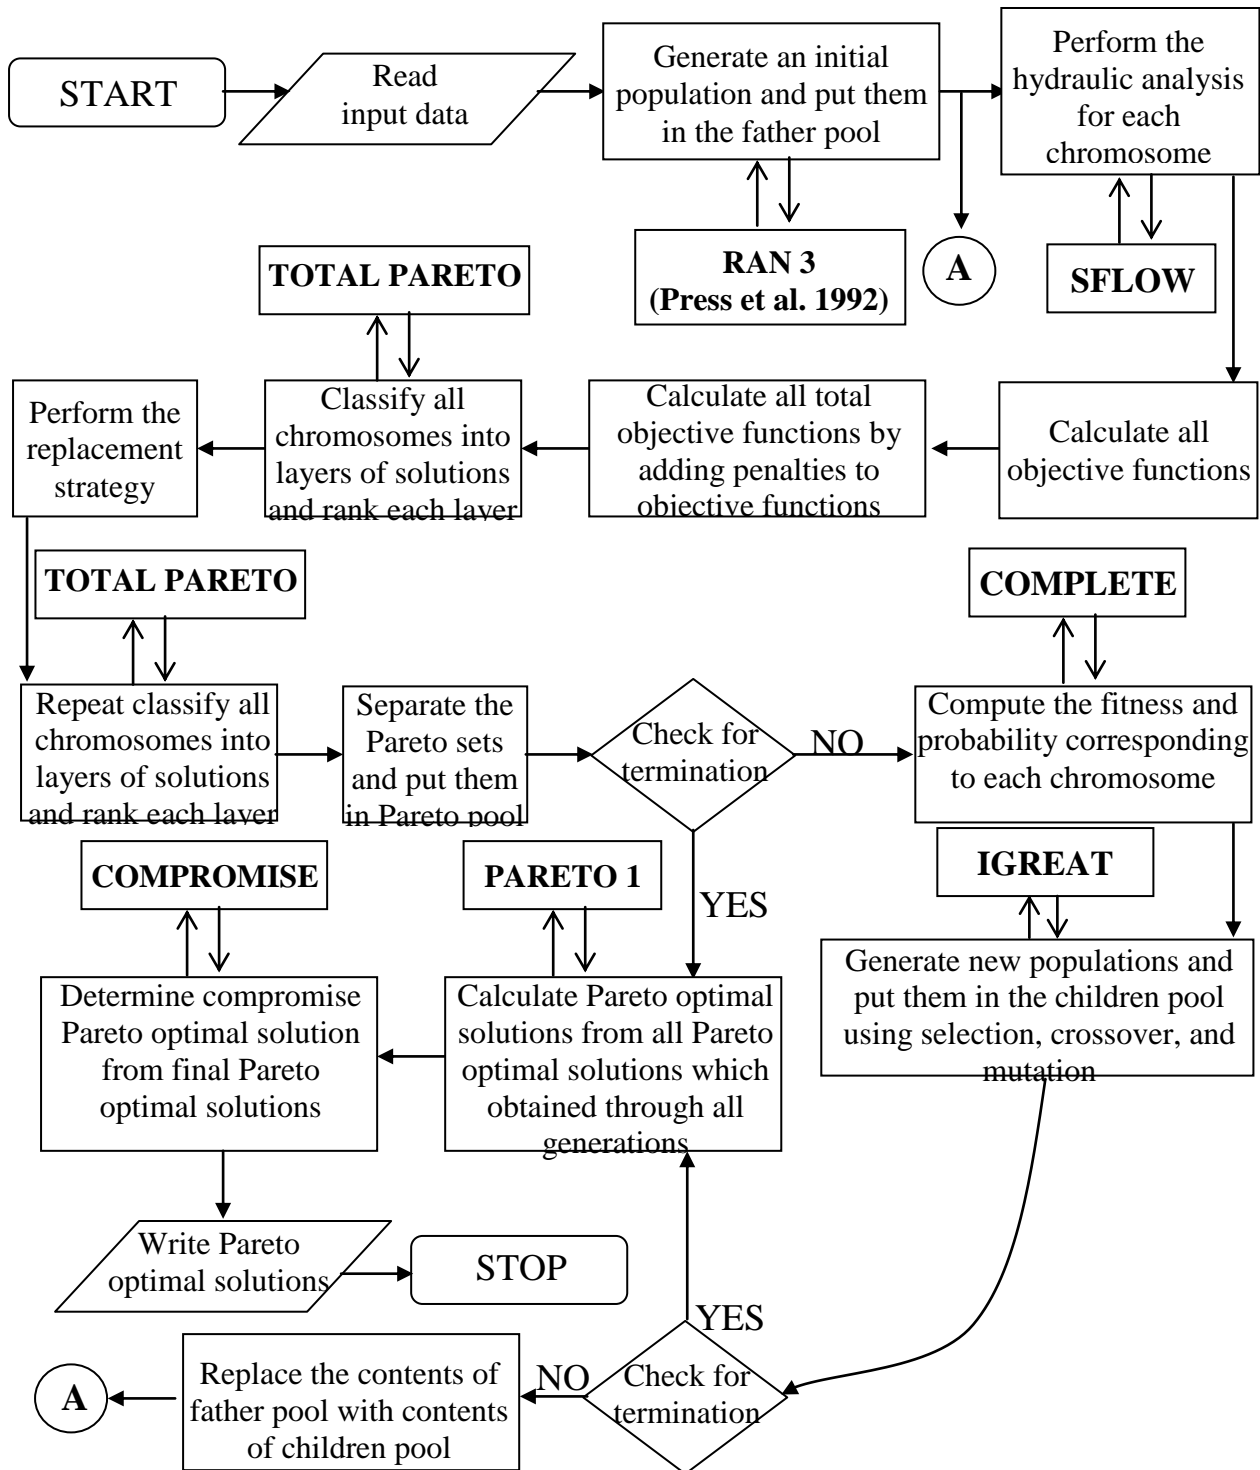 START
Read
input data
Generate an initial
population and put them
in the father pool
Perform the
hydraulic analysis
for each
chromosome
RAN 3
(Press et al. 1992)
A
SFLOW
TOTAL PARETO
Perform the
replacement
strategy
Classify all
chromosomes into
layers of solutions
and rank each layer
Calculate all total
objective functions by
adding penalties to
objective functions
Calculate all
objective functions
TOTAL PARETO
COMPLETE
Repeat classify all
chromosomes into
layers of solutions
and rank each layer
Separate the
Pareto sets
and put them
in Pareto pool
Check for
termination
NO
Compute the fitness and
probability corresponding
to each chromosome
YES
COMPROMISE
PARETO 1
IGREAT
Determine compromise
Pareto optimal solution
from final Pareto
optimal solutions
Calculate Pareto optimal
solutions from all Pareto
optimal solutions which
obtained through all
generations
Generate new populations and
put them in the children pool
using selection, crossover, and
mutation
Write Pareto
optimal solutions
STOP
YES
A
Replace the contents of
father pool with contents
of children pool
NO
Check for
termination